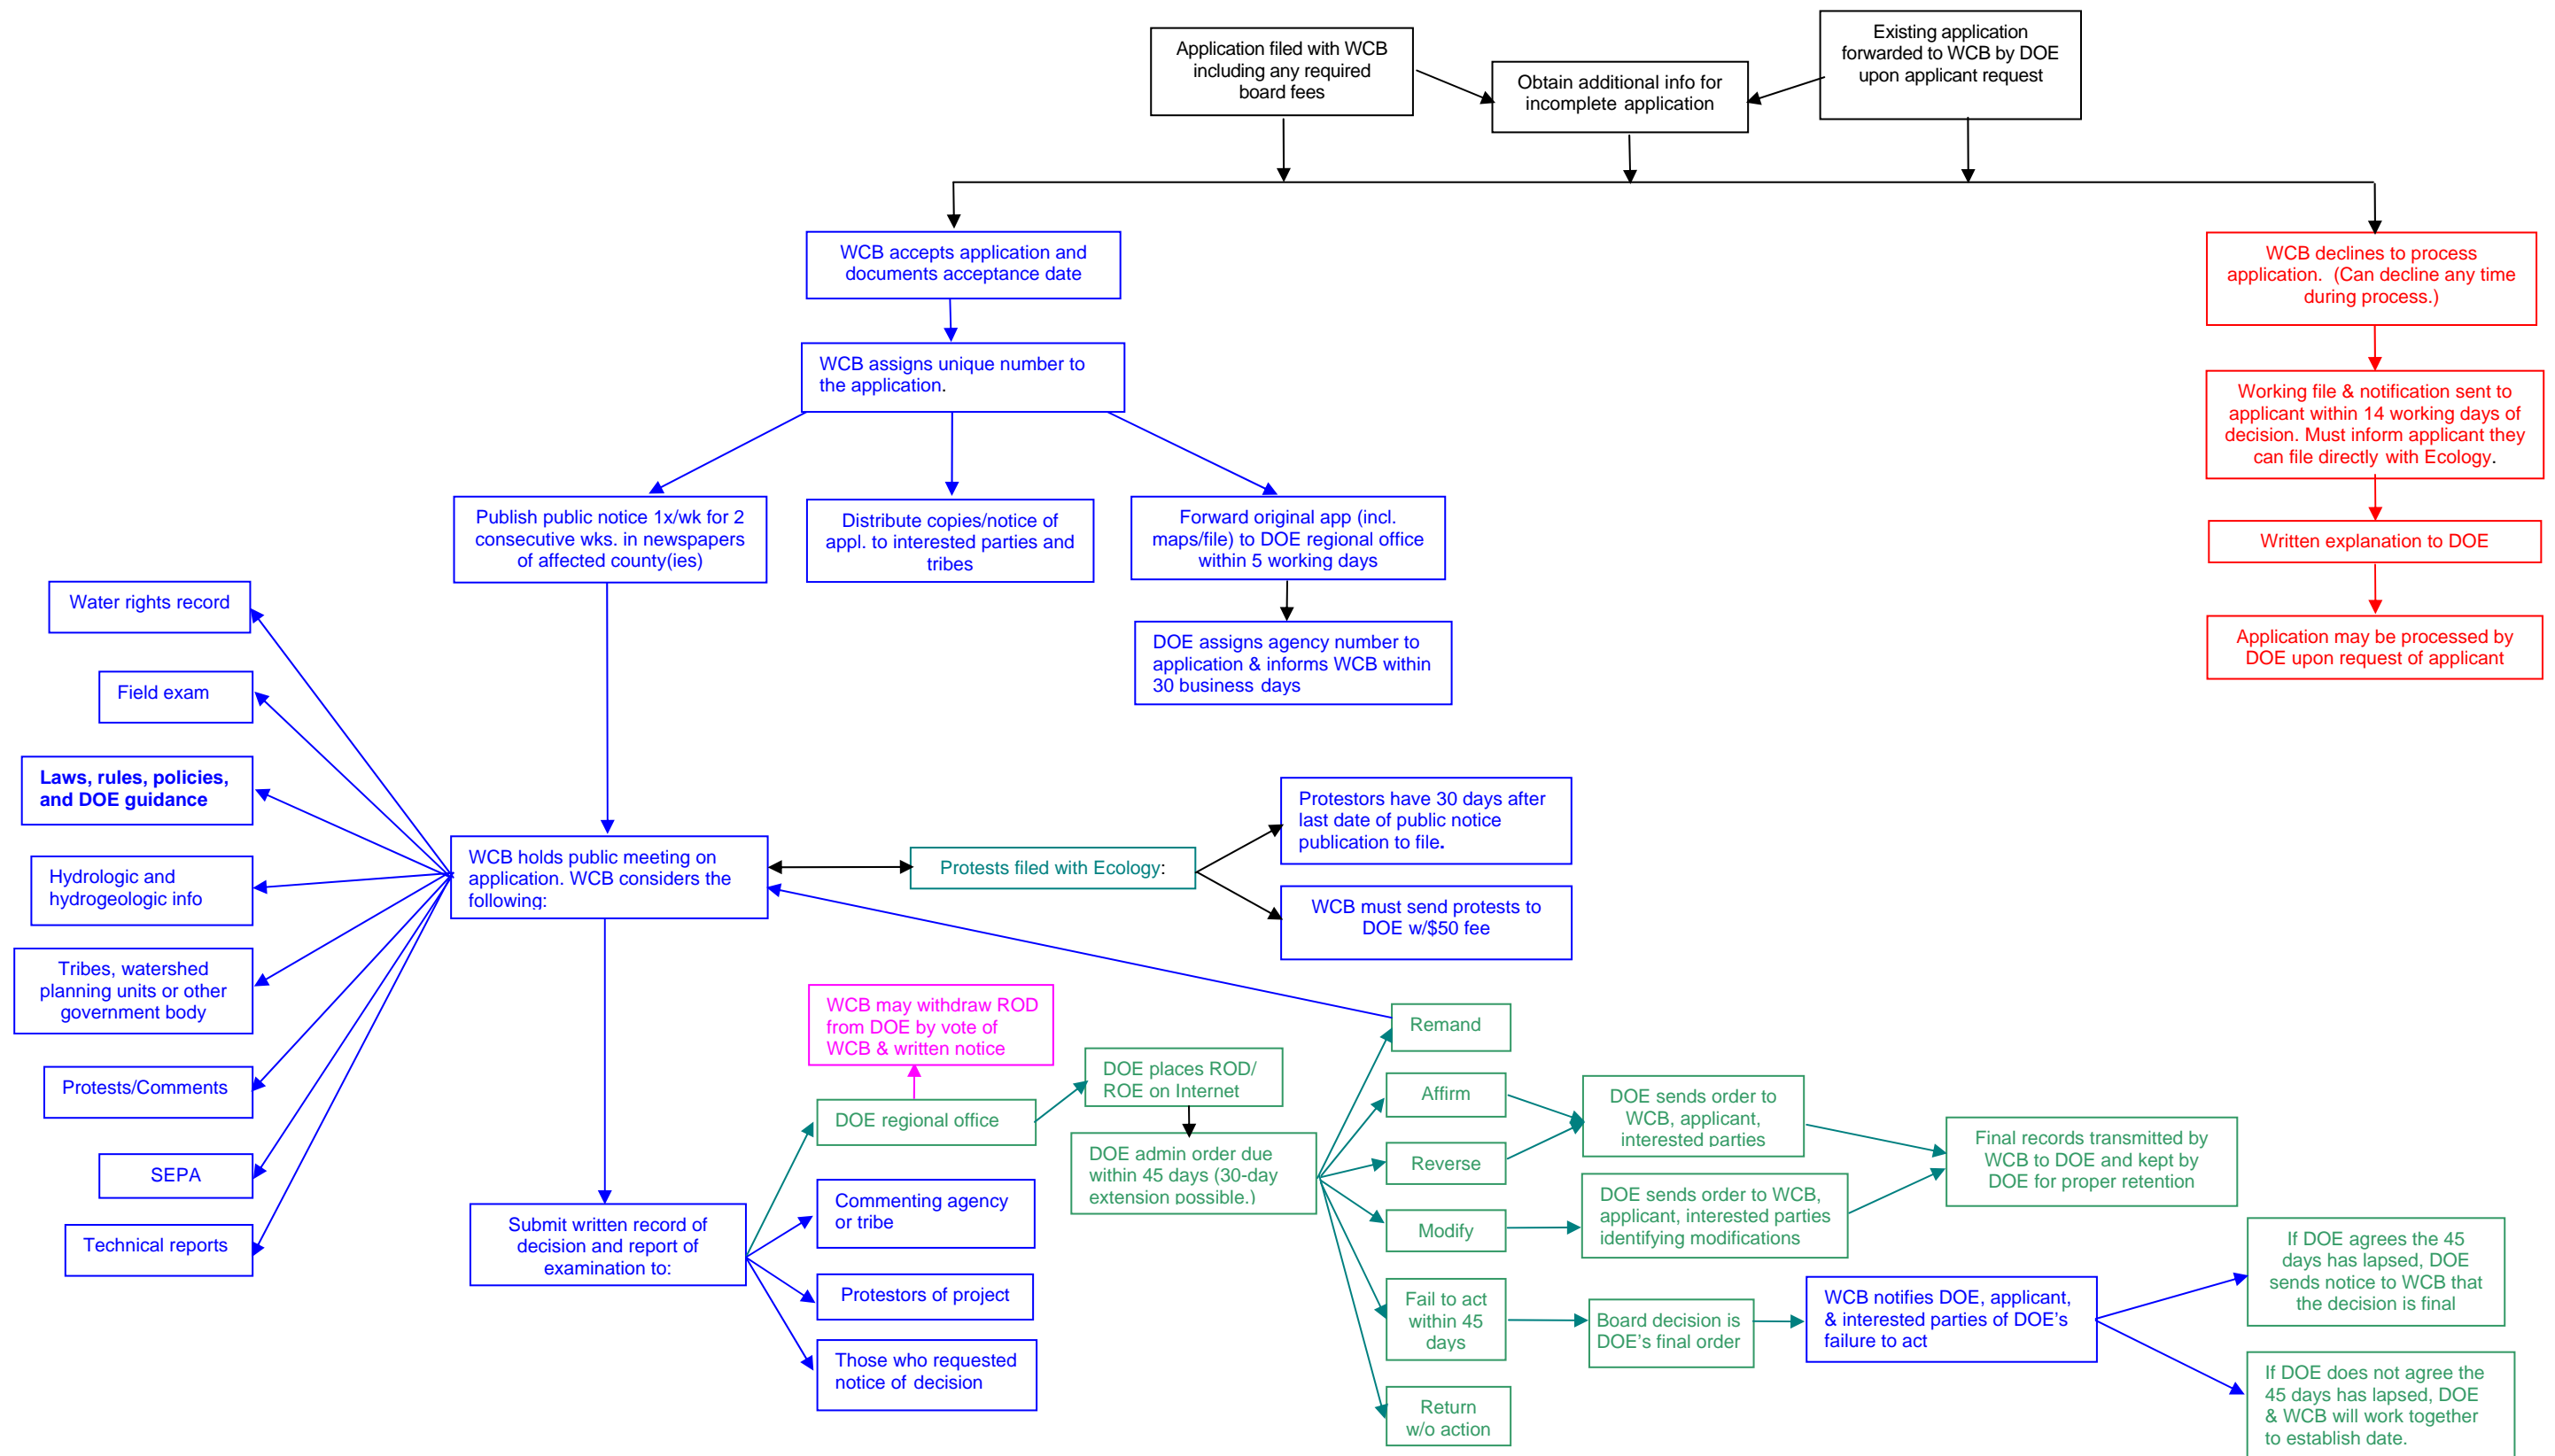 Application filed with WCB
including any required
board fees
Obtain additional info for
incomplete application
Existing application
forwarded to WCB by DOE
upon applicant request
WCB accepts application and
documents acceptance date
WCB declines to process
application.  (Can decline any time
during process.)
WCB assigns unique number to
the application.
Working file & notification sent to
applicant within 14 working days of
decision. Must inform applicant they
can file directly with Ecology.
Publish public notice 1x/wk for 2
consecutive wks. in newspapers
of affected county(ies)
Distribute copies/notice of
appl. to interested parties and
tribes
Forward original app (incl.
maps/file) to DOE regional office
within 5 working days
Written explanation to DOE
DOE assigns agency number to
application & informs WCB within
30 business days
Application may be processed by
DOE upon request of applicant
Water rights record
Field exam
Laws, rules, policies,
and DOE guidance
Hydrologic and
hydrogeologic info
Tribes, watershed
planning units or other
government body
Protests/Comments
SEPA
Technical reports
WCB holds public meeting on
application. WCB considers the
following:
Protests filed with Ecology:
Protestors have 30 days after
last date of public notice
publication to file.
WCB must send protests to
DOE w/$50 fee
Submit written record of
decision and report of
examination to:
WCB may withdraw ROD
from DOE by vote of
WCB & written notice
DOE regional office
Commenting agency
or tribe
Protestors of project
Those who requested
notice of decision
DOE places ROD/
ROE on Internet
DOE admin order due
within 45 days (30-day
extension possible.)
Remand
Affirm
Reverse
Modify
Fail to act
within 45
days
Return
w/o action
DOE sends order to
WCB, applicant,
interested parties
DOE sends order to WCB,
applicant, interested parties
identifying modifications
Final records transmitted by
WCB to DOE and kept by
DOE for proper retention
Board decision is
DOE's final order
WCB notifies DOE, applicant,
& interested parties of DOE's
failure to act
If DOE agrees the 45
days has lapsed, DOE
sends notice to WCB that
the decision is final
If DOE does not agree the
45 days has lapsed, DOE
& WCB will work together
to establish date.